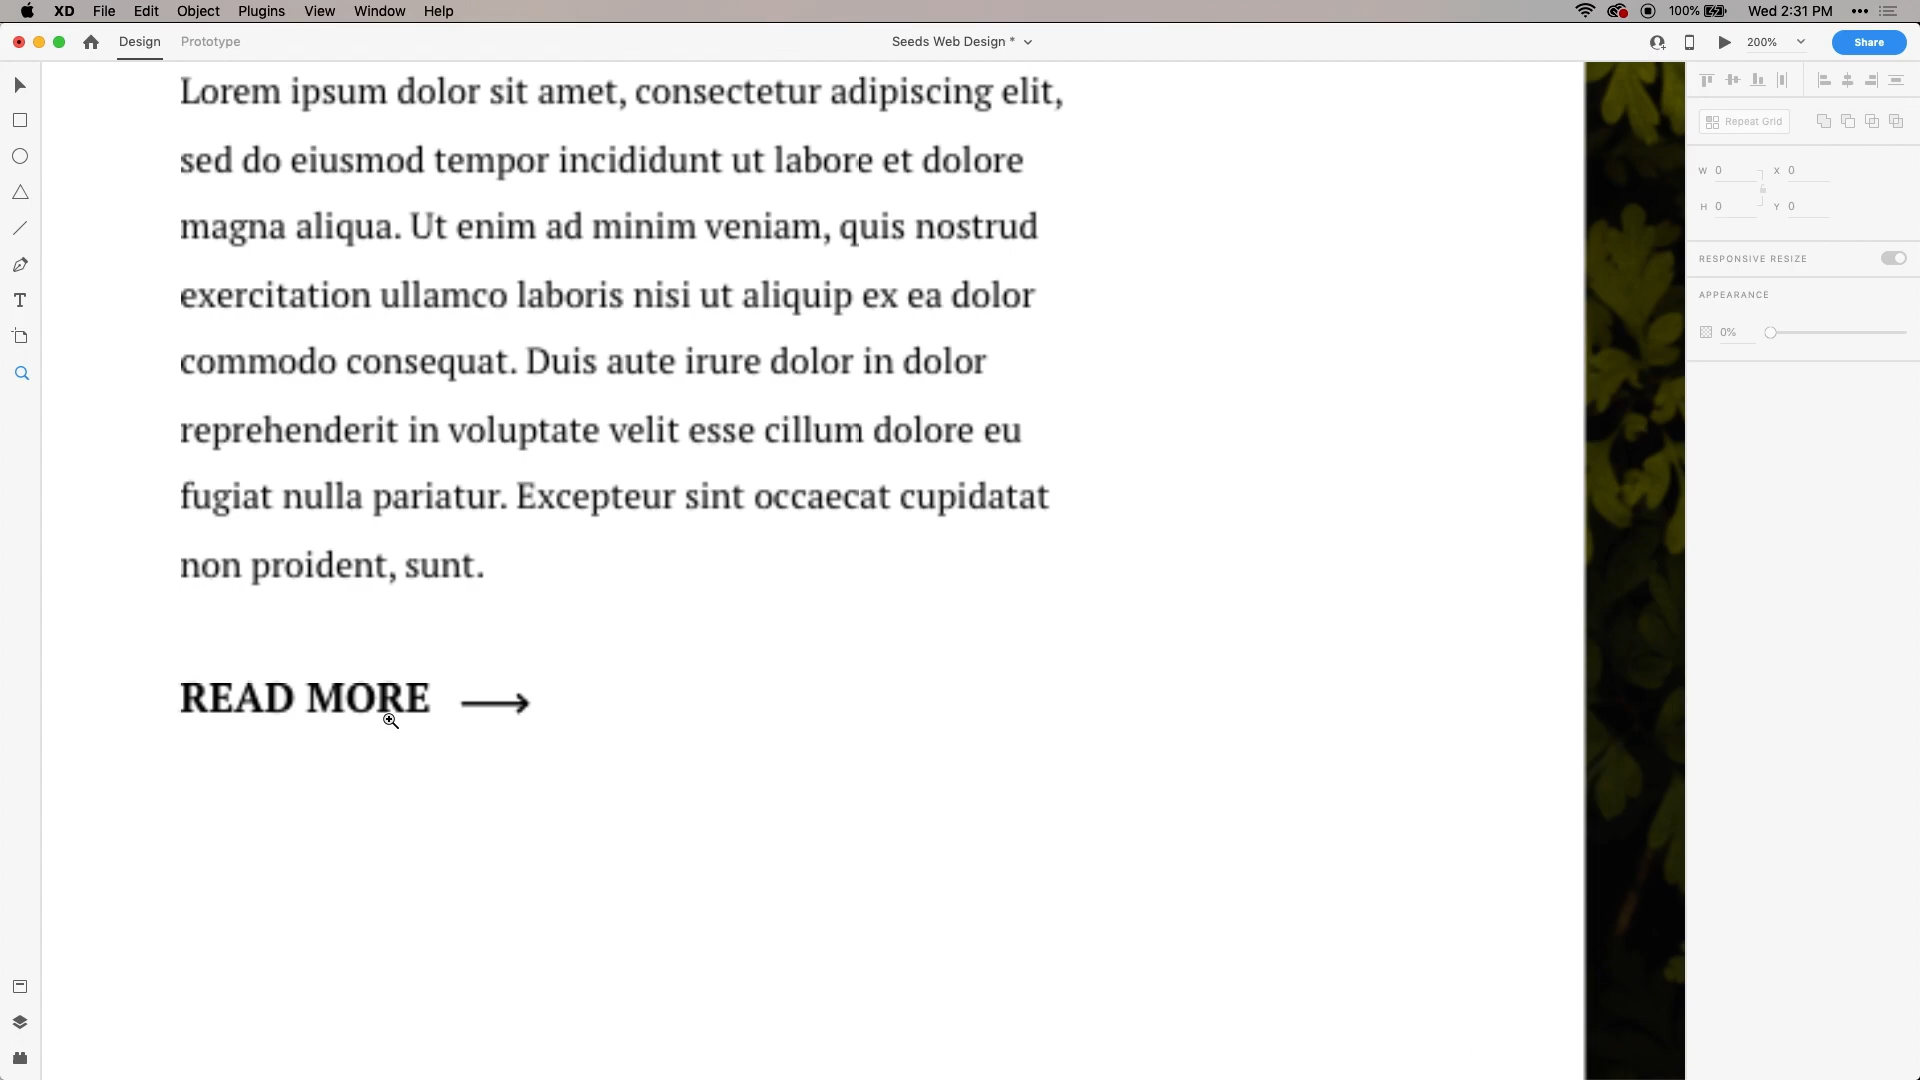 XD File Edit Object Plugins View Window Help 100% Wed 2:31 PM
Design Prototype Seeds Web Design * 200% Share
Lorem ipsum dolor sit amet, consectetur adipiscing elit,
sed do eiusmod tempor incididunt ut labore et dolore
magna aliqua. Ut enim ad minim veniam, quis nostrud
exercitation ullamco laboris nisi ut aliquip ex ea dolor
commodo consequat. Duis aute irure dolor in dolor
reprehenderit in voluptate velit esse cillum dolore eu
fugiat nulla pariatur. Excepteur sint occaecat cupidatat
non proident, sunt.
READ MORE
Repeat Grid
W 0 X 0
H 0 Y 0
RESPONSIVE RESIZE
APPEARANCE
0%